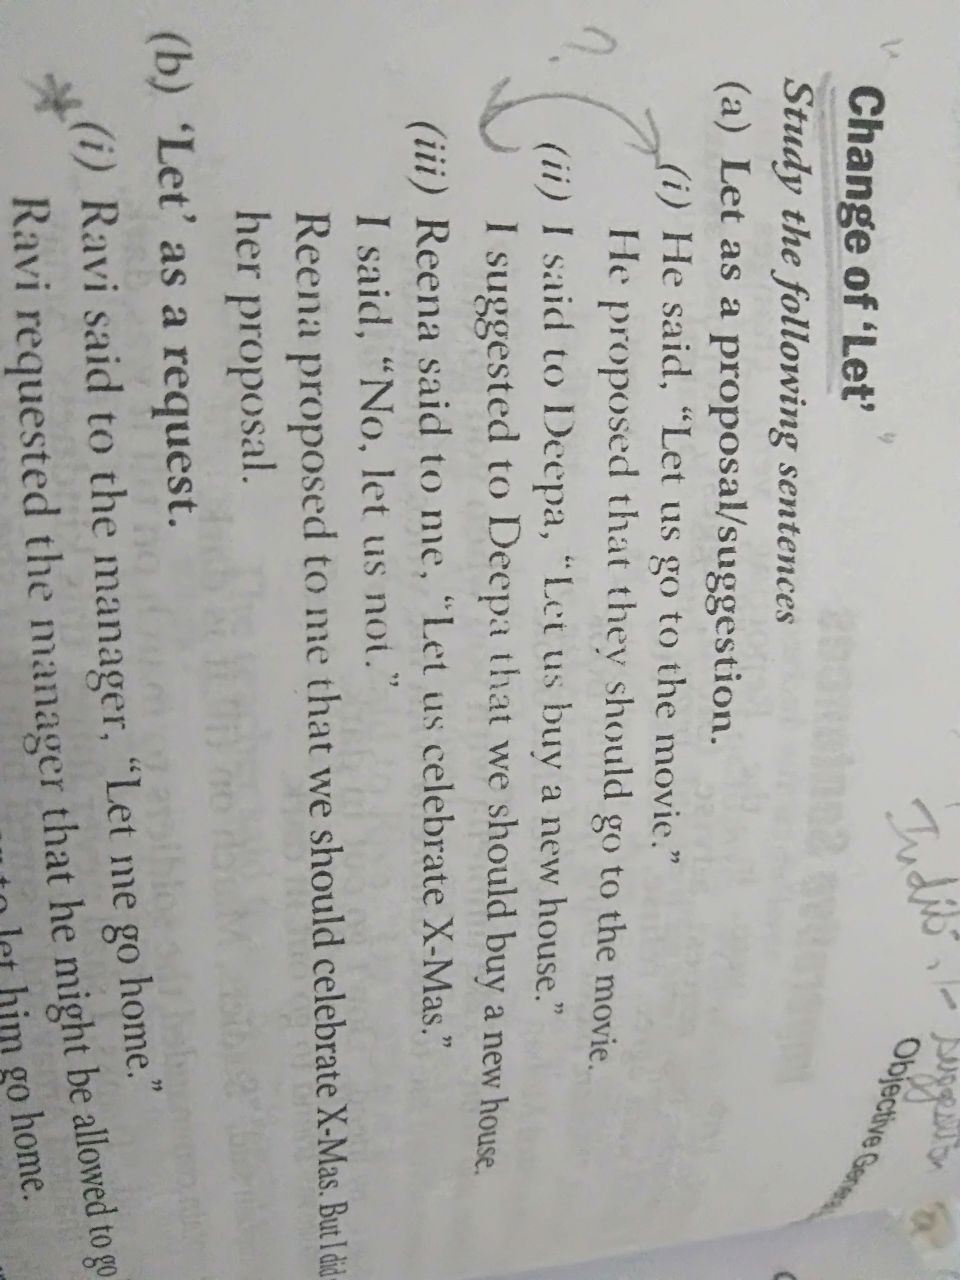 Objective Gene
Change of 'Let'
Study the following sentences
(a) Let as a proposal/suggestion.
(i) He said, "Let us go to the movie."
He proposed that they should go to the movie.
?
(ii) I said to Deepa, "Let us buy a new house."
I suggested to Deepa that we should buy a new house.
(iii) Reena said to me, "Let us celebrate X-Mas."
I said, "No, let us not."
Reena proposed to me that we should celebrate X-Mas. But I did
her proposal.
(b) 'Let' as a request.
(i) Ravi said to the manager, "Let me go home."
Ravi requested the manager that he might be allowed to go
let him go home.